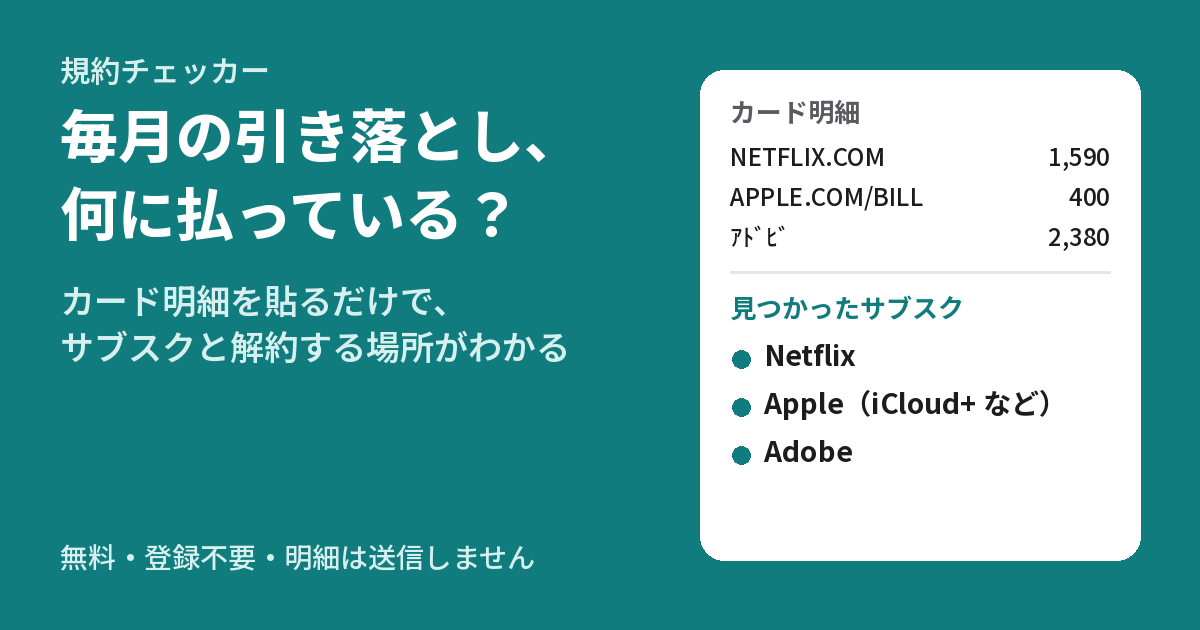 規約チェッカー
毎月の引き落とし、
何に払っている？
カード明細を貼るだけで、
サブスクと解約する場所がわかる
無料・登録不要・明細は送信しません
カード明細
NETFLIX.COM 1,590
APPLE.COM/BILL 400
ｱﾄﾞﾋﾞ 2,380
見つかったサブスク
Netflix
Apple（iCloud+ など）
Adobe